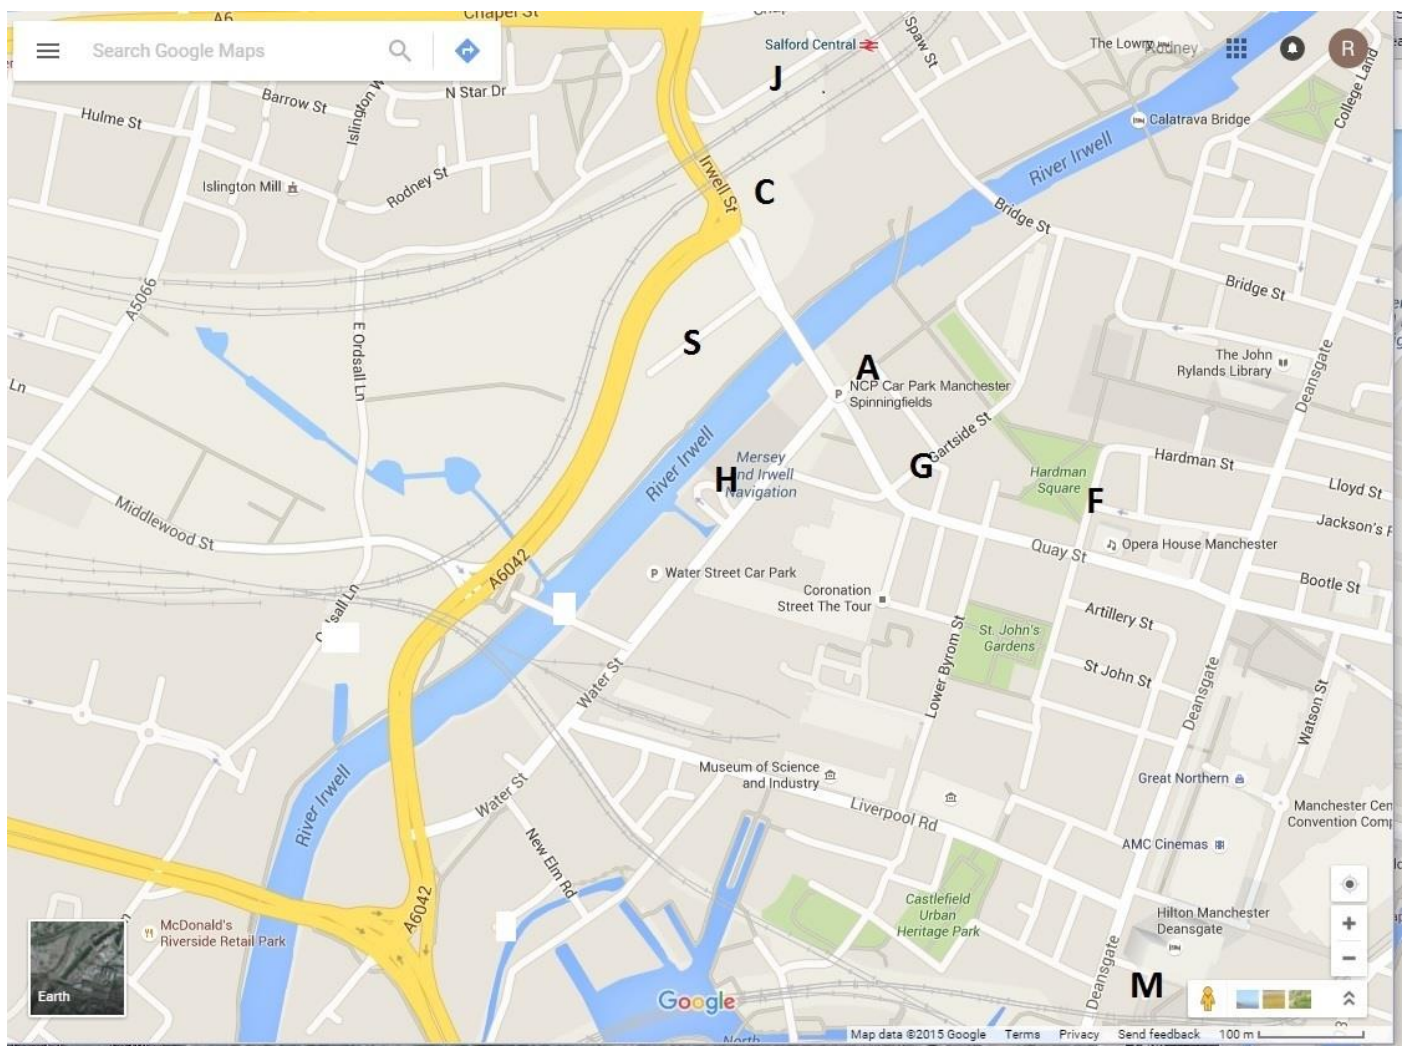 Chapel St
A6
Search Google Maps
Salford Central
Spaw St
The Lowry
Rodney
R
J
N Star Dr
Barrow St
Hulme St
Islington W
College Land
Calatrava Bridge
River Irwell
Irwell St
C
Islington Mill
Rodney St
Bridge St
Bridge St
A5066
E Ordsall Ln
S
A
The John
Rylands Library
Deansgate
NCP Car Park Manchester
Spinningfields
P
Ln
Gartside St
River Irwell
Mersey
and Irwell
Navigation
H
G
Hardman
Square
F
Hardman St
Lloyd St
Jackson's R
Middlewood St
Quay St
Opera House Manchester
A6042
P Water Street Car Park
Coronation
Street The Tour
Bootle St
Artillery St
St. John's
Gardens
Lower Byrom St
St John St
Water St
Deansgate
Watson St
Museum of Science
and Industry
Great Northern
River Irwell
Water St
Liverpool Rd
Manchester Cen
Convention Comp
New Elm Rd
AMC Cinemas
A6042
Castlefield
Urban
Heritage Park
Hilton Manchester
Deansgate
McDonald's
Riverside Retail Park
Earth
Deansgate
M
Google
North
Map data ©2015 Google Terms Privacy Send feedback 100 m